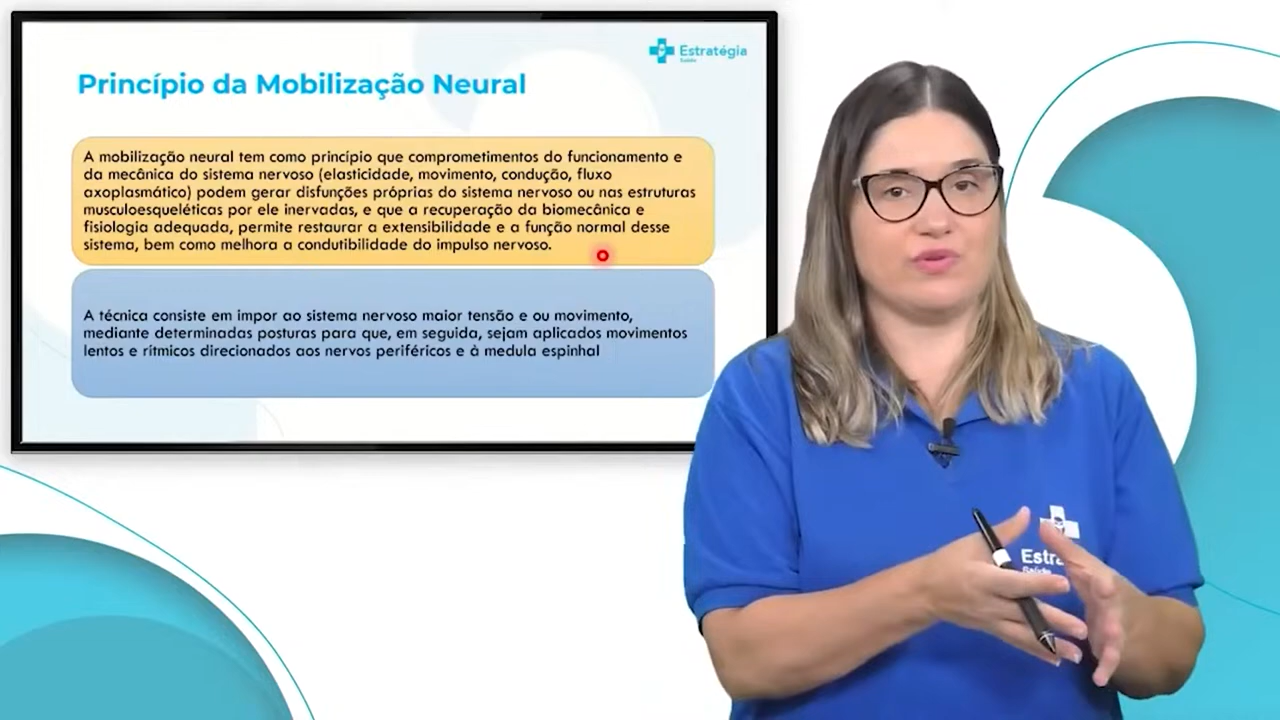 Estratégia
Saúde
Princípio da Mobilização Neural
A mobilização neural tem como princípio que comprometimentos do funcionamento e
da mecânica do sistema nervoso (elasticidade, movimento, condução, fluxo
axoplasmático) podem gerar disfunções próprias do sistema nervoso ou nas estruturas
musculoesqueléticas por ele inervadas, e que a recuperação da biomecânica e
fisiologia adequada, permite restaurar a extensibilidade e a função normal desse
sistema, bem como melhora a condutibilidade do impulso nervoso.
A técnica consiste em impor ao sistema nervoso maior tensão e ou movimento,
mediante determinadas posturas para que, em seguida, sejam aplicados movimentos
lentos e rítmicos direcionados aos nervos periféricos e à medula espinhal
Estra
Saúde